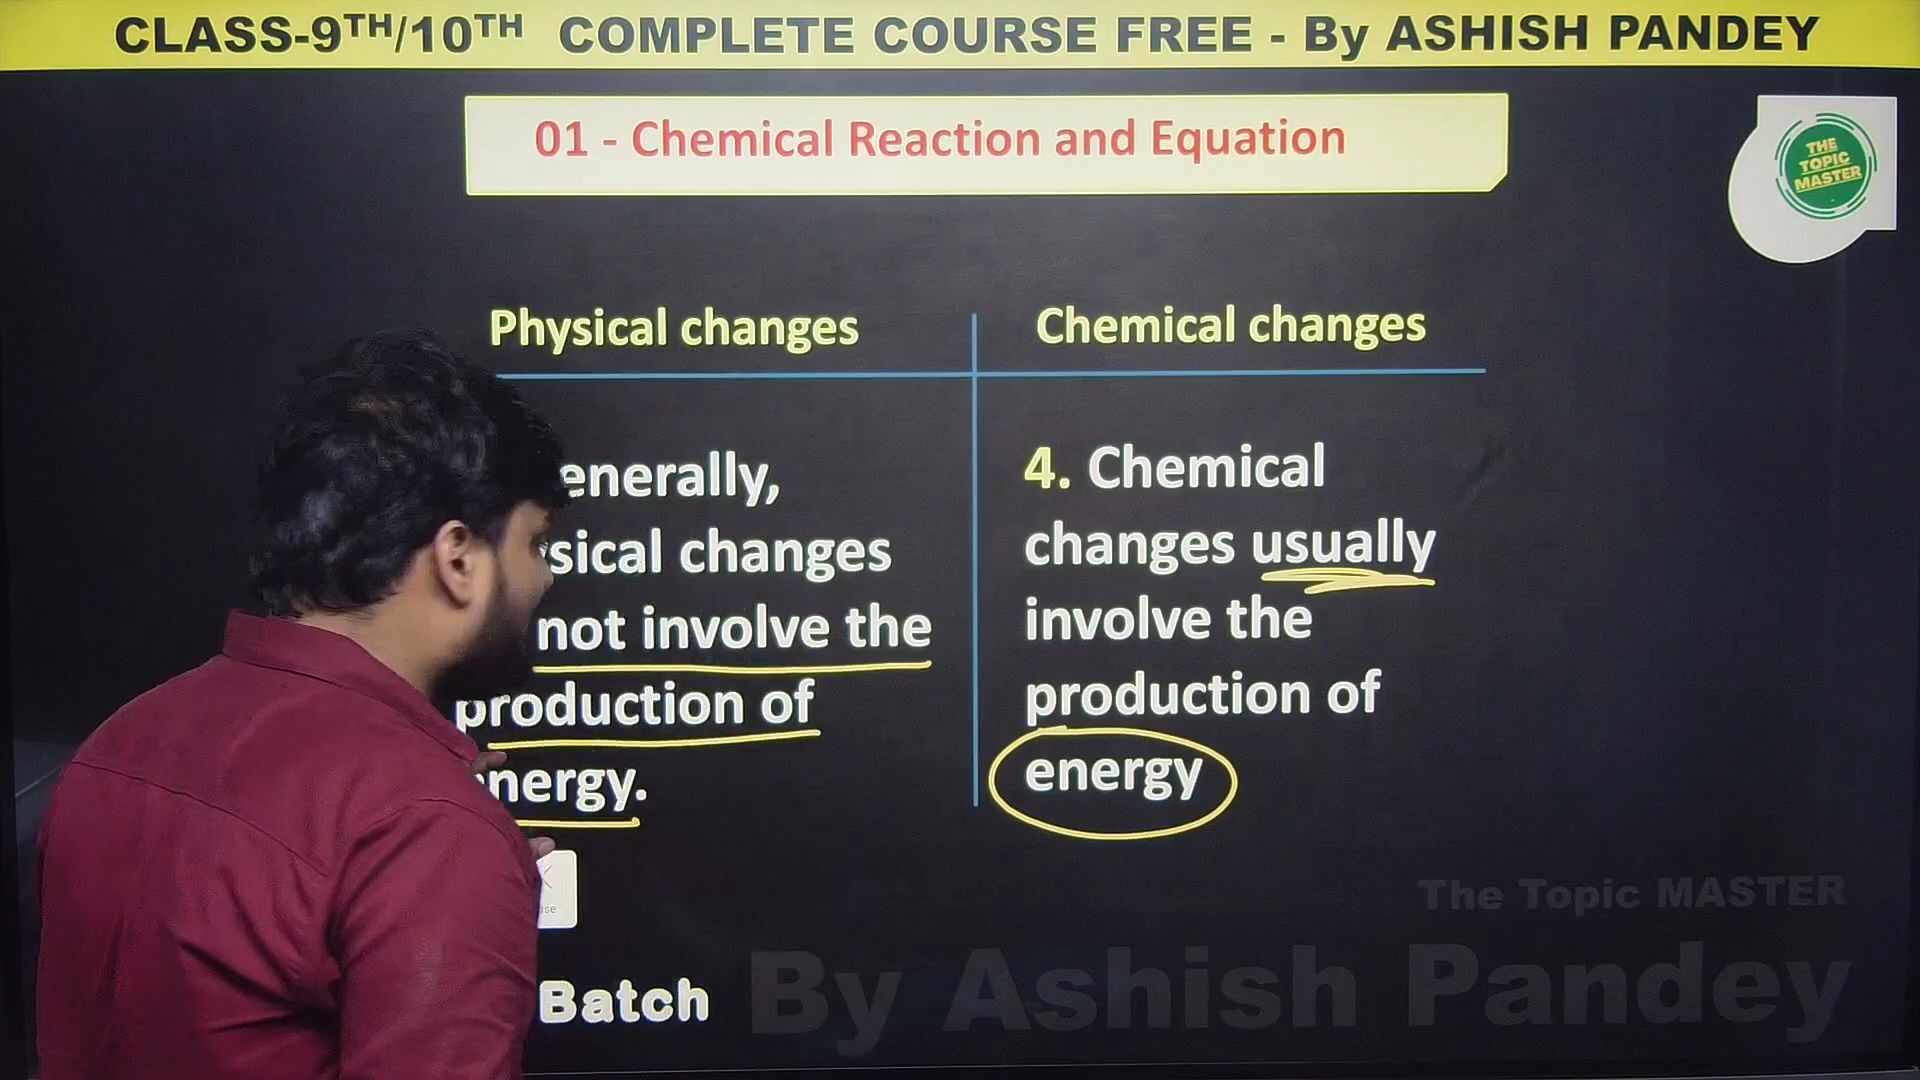 CLASS-9TH/10TH COMPLETE COURSE FREE - By ASHISH PANDEY
01 - Chemical Reaction and Equation
THE
TOPIC
MASTER
Physical changes
Chemical changes
enerally,
sical changes
not involve the
production of
nergy.
4. Chemical
changes usually
involve the
production of
energy
The Topic MASTER
By Ashish Pandey
Batch